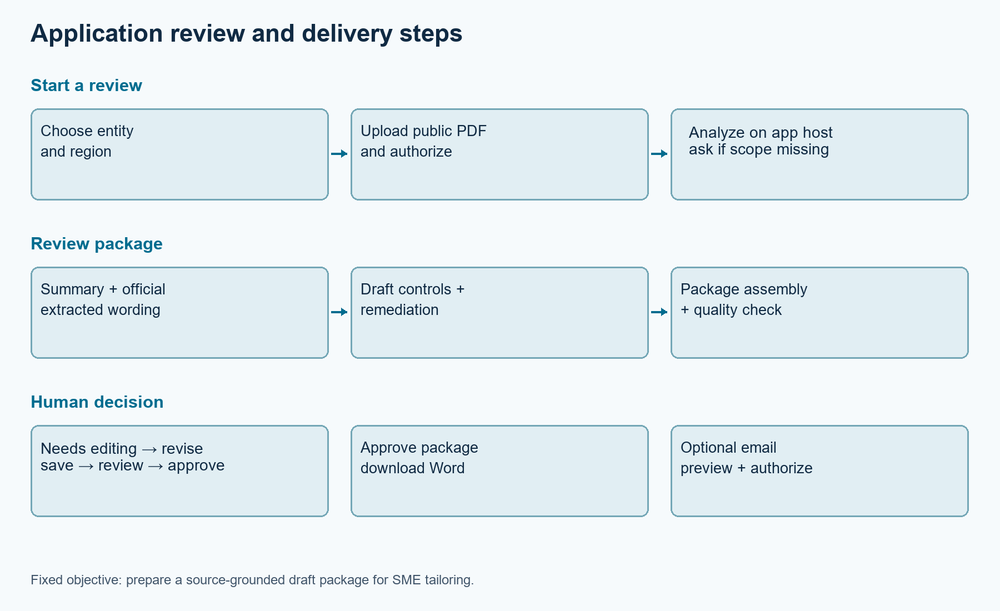 Application review and delivery steps
Start a review
Choose entity
and region
Upload public PDF
and authorize
Analyze on app host
ask if scope missing
Review package
Summary + official
extracted wording
Draft controls +
remediation
Package assembly
+ quality check
Human decision
Needs editing → revise
save → review → approve
Approve package
download Word
Optional email
preview + authorize
Fixed objective: prepare a source-grounded draft package for SME tailoring.